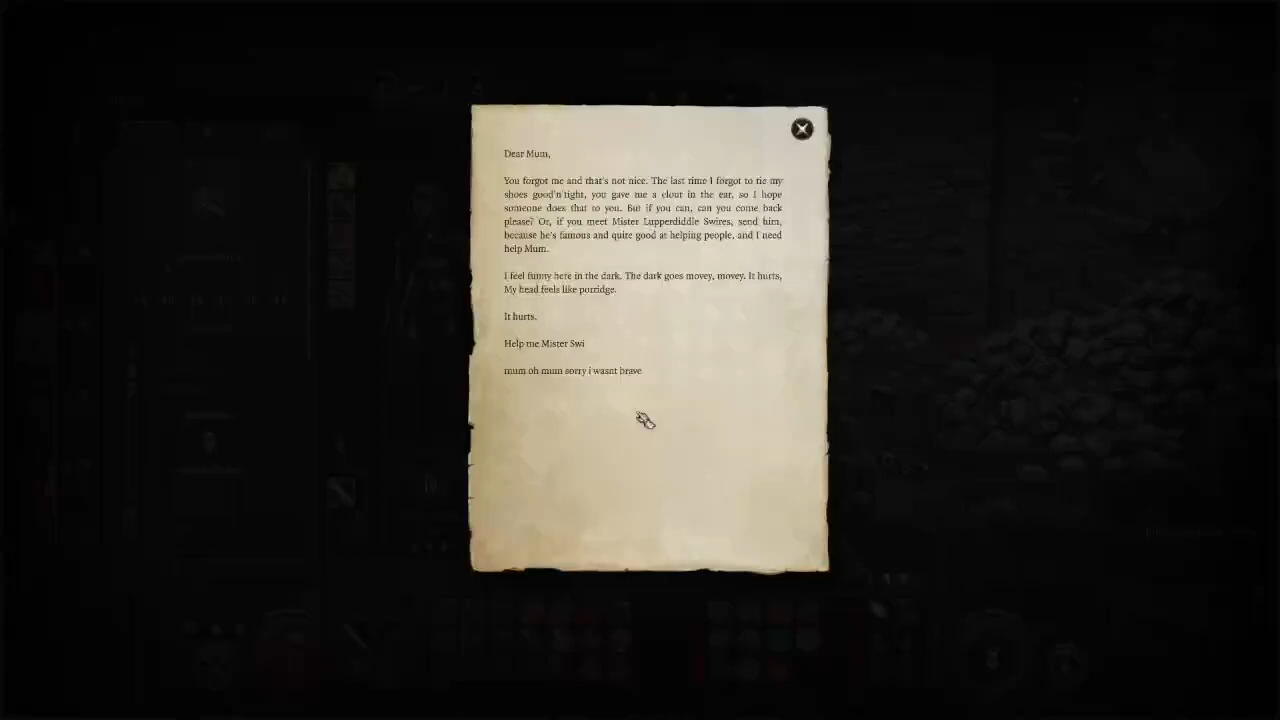 Dear Mum,
You forgot me and that's not nice. The last time I forgot to tie my
shoes good'n'tight, you gave me a clout in the ear, so I hope
someone does that to you. But if you can, can you come back
please? Or, if you meet Mister Lupperdiddle Swires, send him,
because he's famous and quite good at helping people, and I need
help Mum.
I feel funny here in the dark. The dark goes movey, movey. It hurts,
My head feels like porridge.
It hurts.
Help me Mister Swi
mum oh mum sorry i wasnt brave